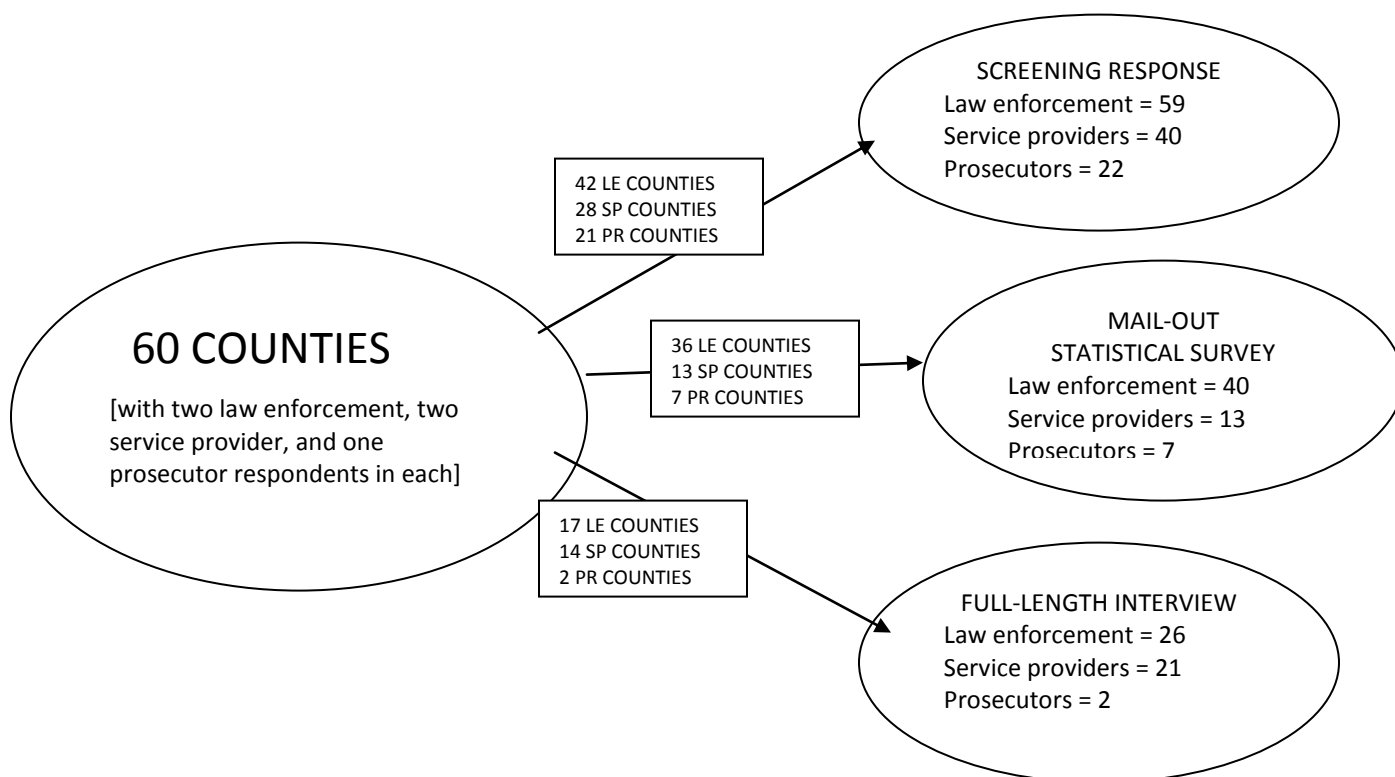 60 COUNTIES
[with two law enforcement, two
service provider, and one
prosecutor respondents in each]
42 LE COUNTIES
28 SP COUNTIES
21 PR COUNTIES
SCREENING RESPONSE
Law enforcement = 59
Service providers = 40
Prosecutors = 22
36 LE COUNTIES
13 SP COUNTIES
7 PR COUNTIES
MAIL-OUT
STATISTICAL SURVEY
Law enforcement = 40
Service providers = 13
Prosecutors = 7
17 LE COUNTIES
14 SP COUNTIES
2 PR COUNTIES
FULL-LENGTH INTERVIEW
Law enforcement = 26
Service providers = 21
Prosecutors = 2